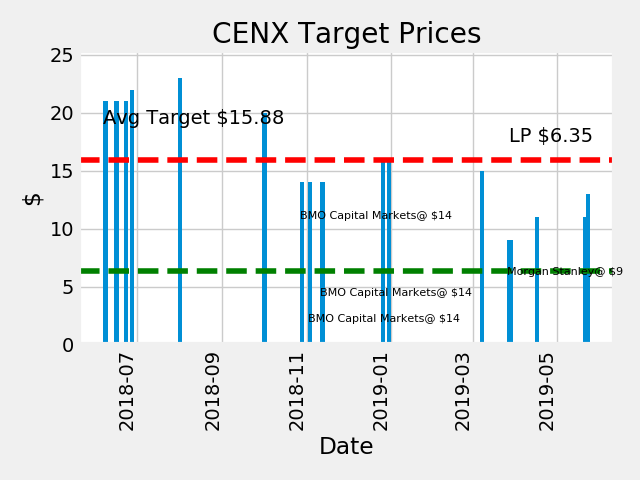 CENX Target Prices
25
20
15
10
5
0
$
Avg Target $15.88
LP $6.35
BMO Capital Markets@ $14
Morgan Stanley@ $9
BMO Capital Markets@ $14
BMO Capital Markets@ $14
2018-07
2018-09
2018-11
2019-01
2019-03
2019-05
Date